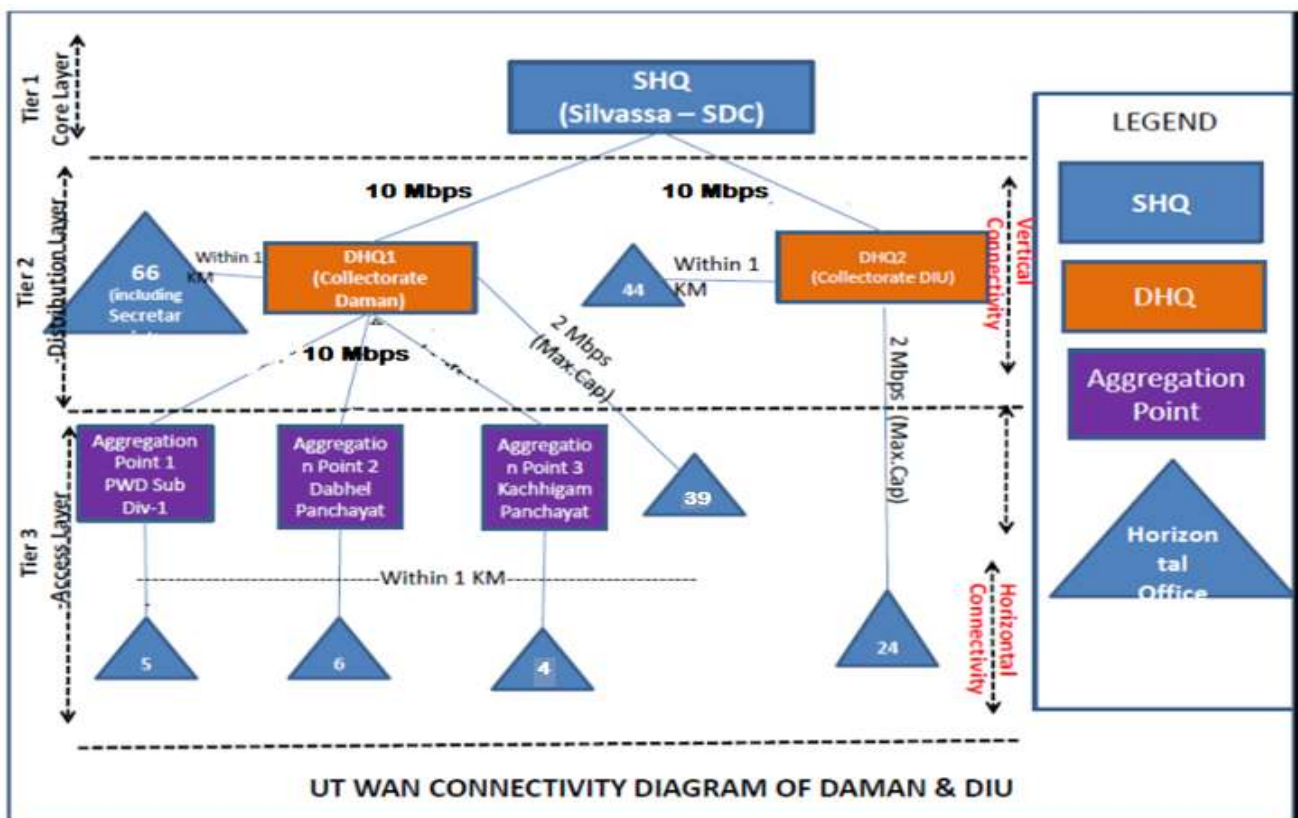 Tier 1
Core Layer
SHQ
(Silvassa – SDC)
LEGEND
SHQ
DHQ
Aggregation
Point
Horizon
tal
Office
10 Mbps
10 Mbps
Tier 2
-Distribution Layer
66
(including
Secretar
Within 1
KM
DHQ1
(Collectorate
Daman)
44
Within 1
KM
DHQ2
(Collectorate DIU)
Vertical
Connectivity
10 Mbps
2 Mbps
(Max.Cap)
2 Mbps (Max.Cap)
Tier 3
-Access Layer
Aggregation
Point 1
PWD Sub
Div-1
Aggregatio
n Point 2
Dabhel
Panchayat
Aggregatio
n Point 3
Kachhigam
Panchayat
39
Within 1 KM
5
6
4
24
Horizontal
Connectivity
UT WAN CONNECTIVITY DIAGRAM OF DAMAN & DIU